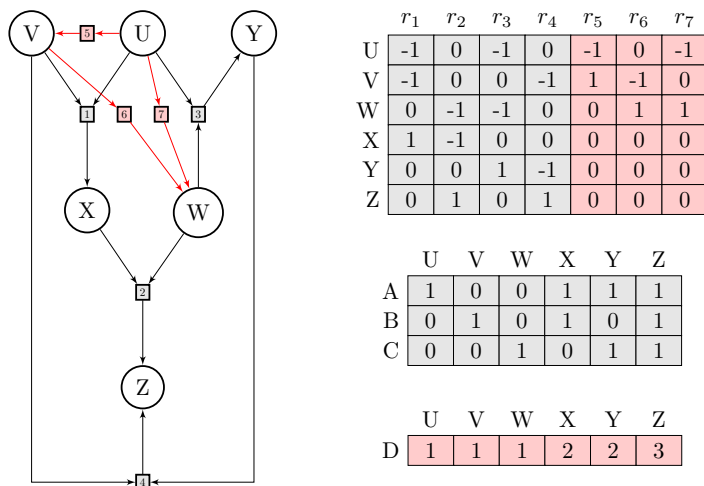 V 5 U Y
1 6 7 3
X W
2
Z
4
r1 r2 r3 r4 r5 r6 r7
U -1 0 -1 0 -1 0 -1
V -1 0 0 -1 1 -1 0
W 0 -1 -1 0 0 1 1
X 1 -1 0 0 0 0 0
Y 0 0 1 -1 0 0 0
Z 0 1 0 1 0 0 0
U V W X Y Z
A 1 0 0 1 1 1
B 0 1 0 1 0 1
C 0 0 1 0 1 1
U V W X Y Z
D 1 1 1 2 2 3